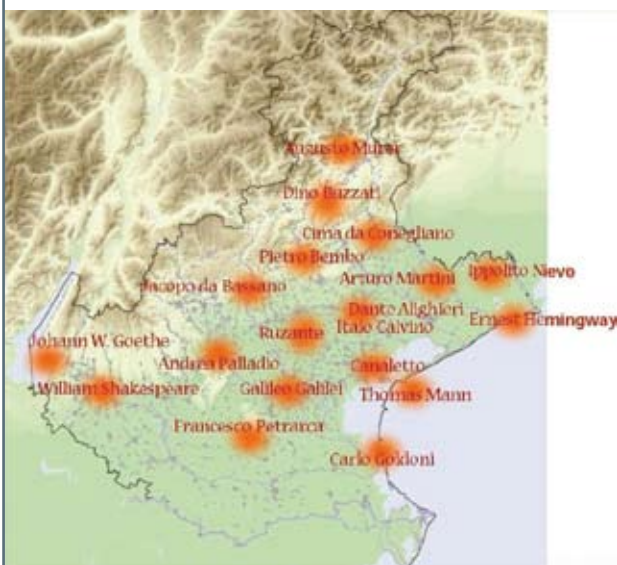 Augusto Murer
Dino Buzzati
Cima da Conegliano
Pietro Bembo
Ippolito Nievo
Arturo Martini
Jacopo da Bassano
Dante Alighieri
Ernest Hemingway
Italo Calvino
Ruzante
Johann W. Goethe
Andrea Palladio
Canaletto
William Shakespeare
Galileo Galilei
Thomas Mann
Francesco Petrarca
Carlo Goldoni